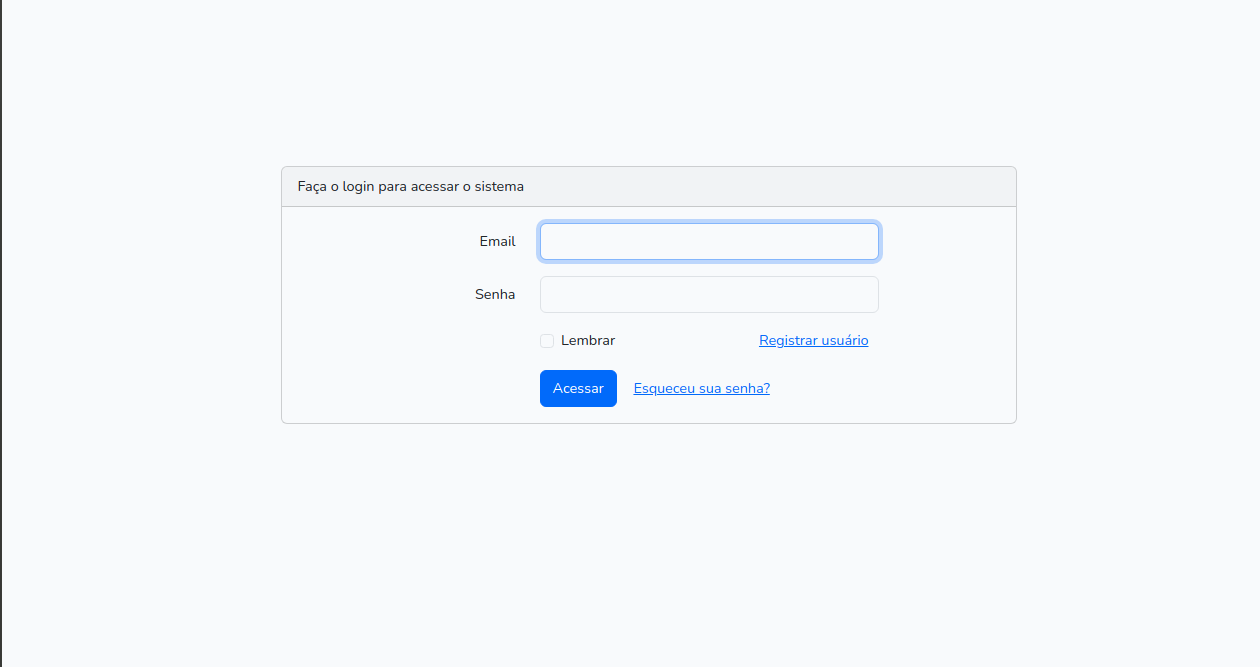 Faça o login para acessar o sistema
Email
Senha
Lembrar Registrar usuário
Acessar Esqueceu sua senha?